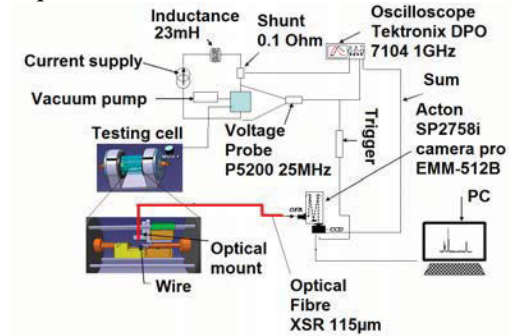 Inductance
23mH
Shunt
0.1 Ohm
Oscilloscope
Tektronix DPO
7104 1GHz
Current supply
Vacuum pump
Sum
Testing cell
Voltage
Probe
P5200 25MHz
Trigger
Acton
SP2758i
camera pro
EMM-512B
PC
CCD
Optical
mount
Wire
Optical
Fibre
XSR 115µm